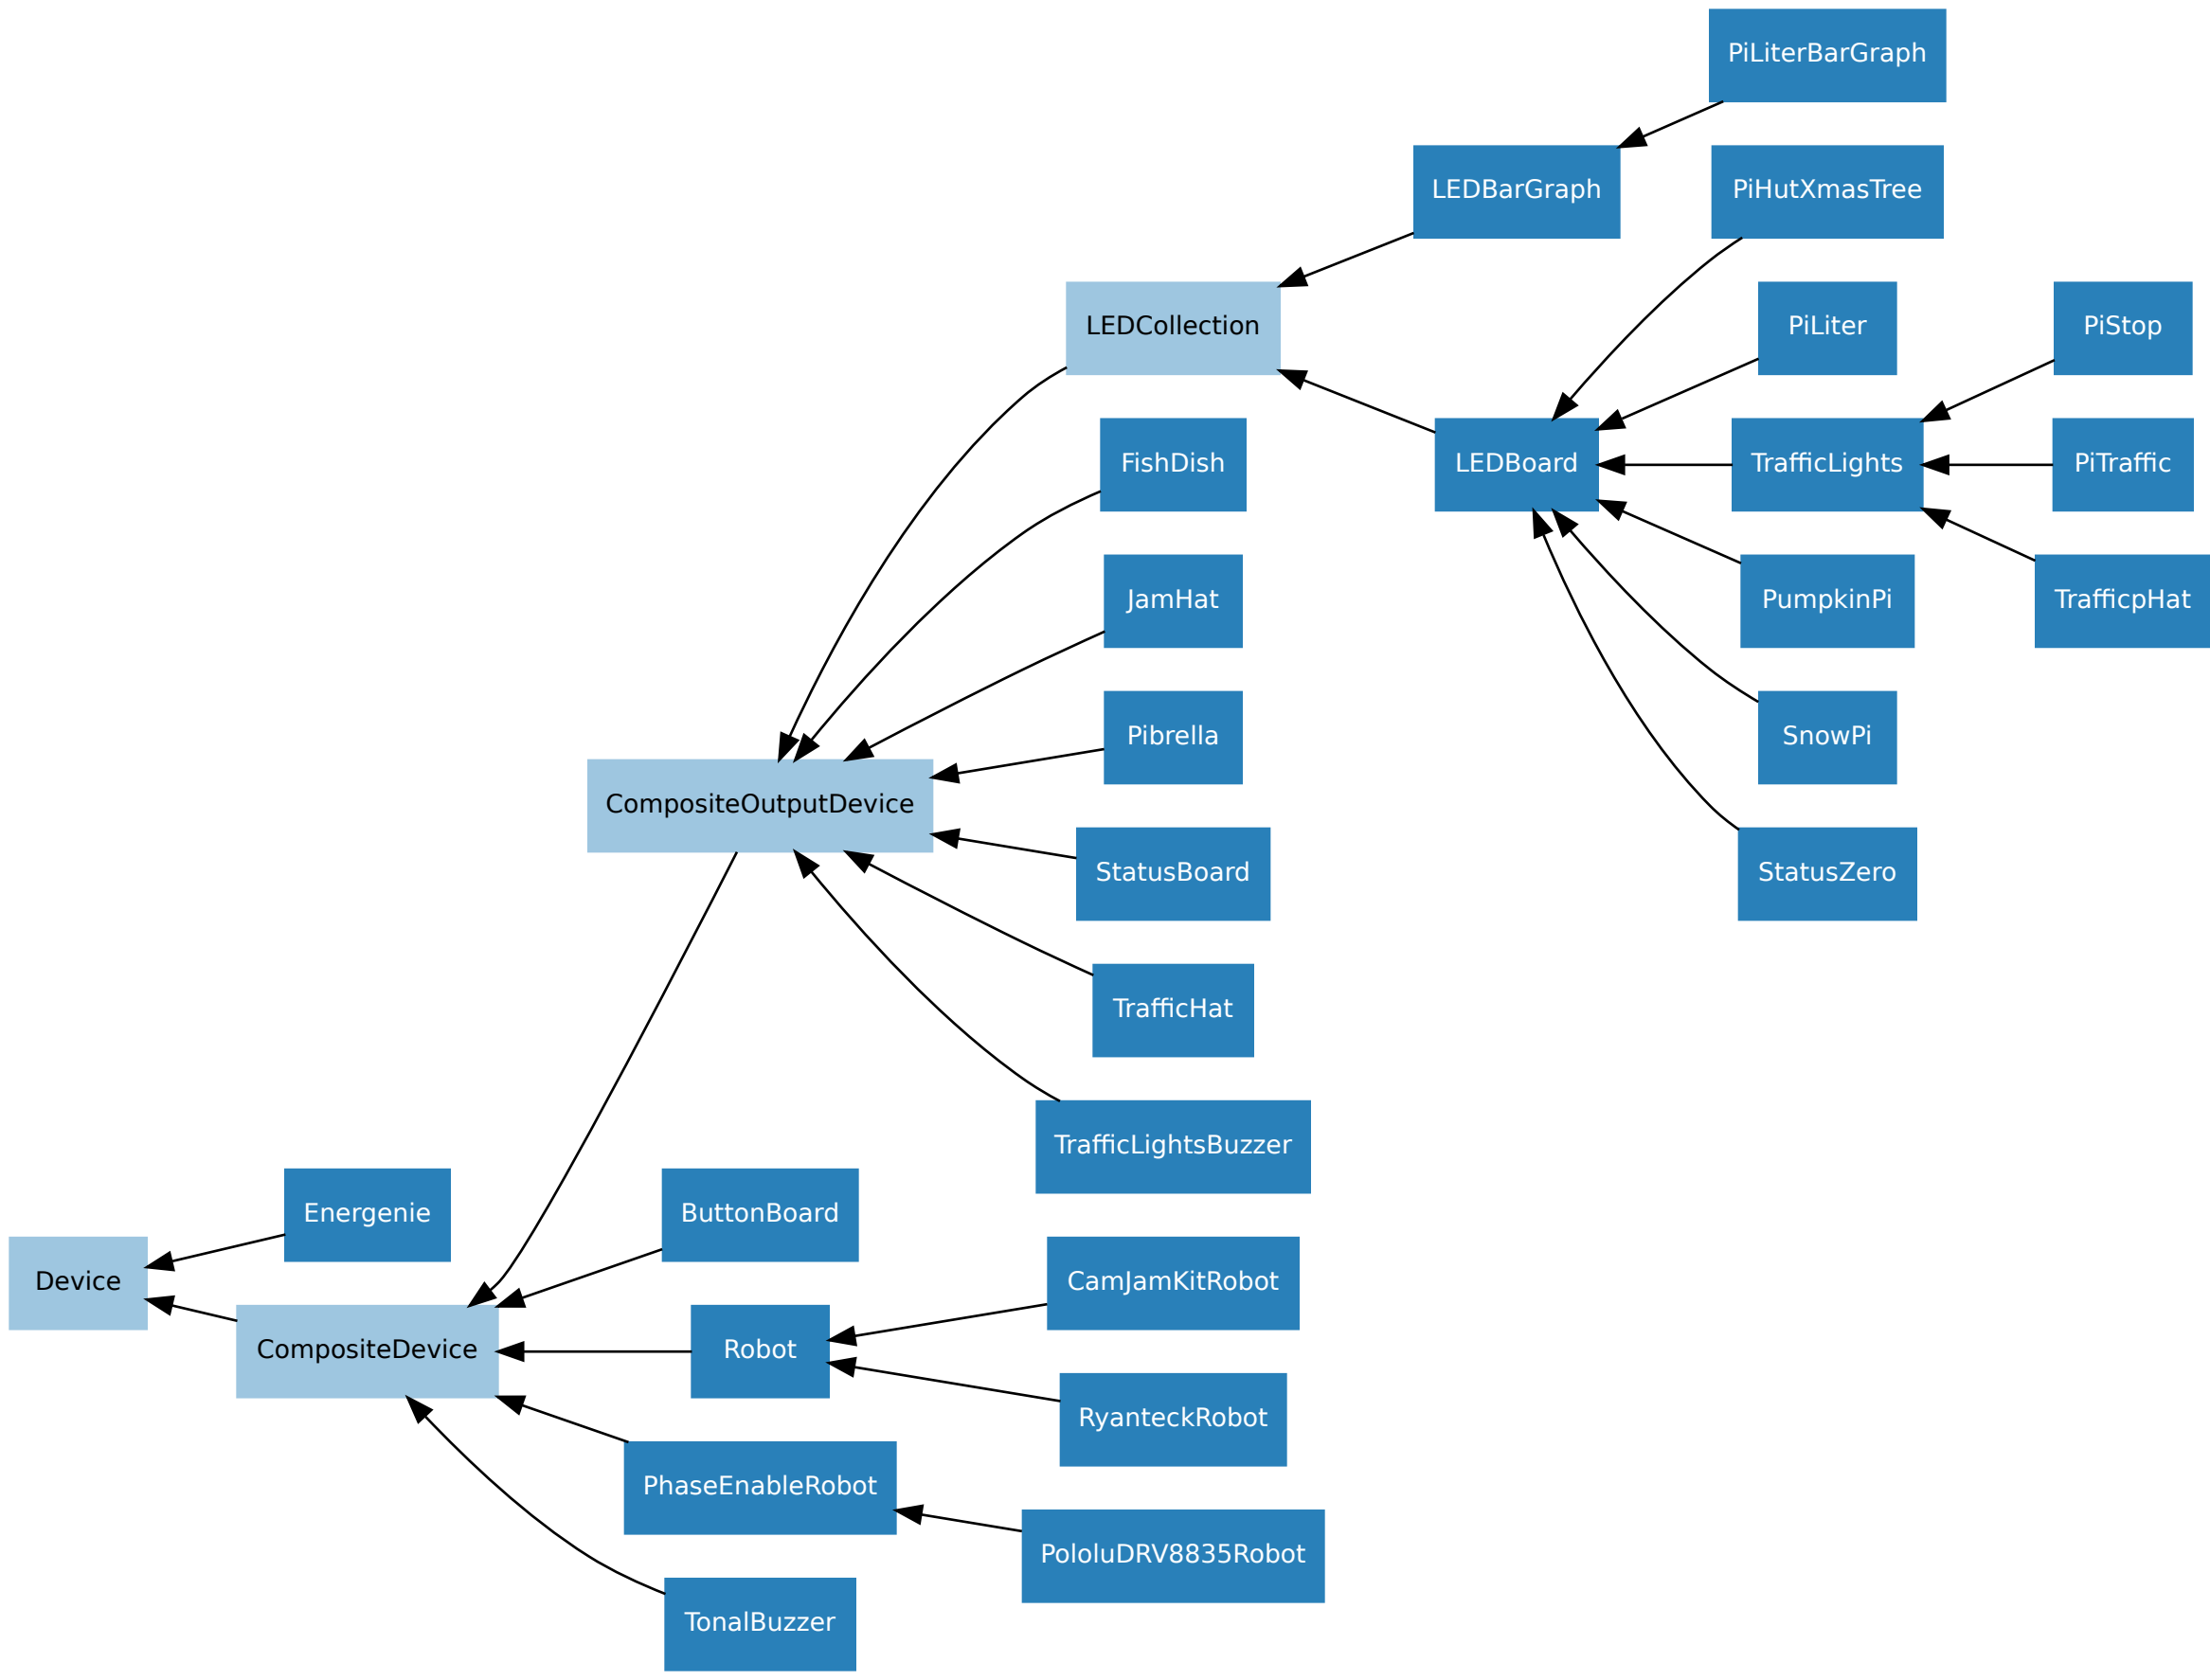 PiLiterBarGraph
LEDBarGraph
PiHutXmasTree
LEDCollection
PiLiter
PiStop
FishDish
LEDBoard
TrafficLights
PiTraffic
JamHat
PumpkinPi
TrafficpHat
Pibrella
SnowPi
CompositeOutputDevice
StatusBoard
StatusZero
TrafficHat
TrafficLightsBuzzer
Energenie
ButtonBoard
Device
CamJamKitRobot
CompositeDevice
Robot
RyanteckRobot
PhaseEnableRobot
PololuDRV8835Robot
TonalBuzzer